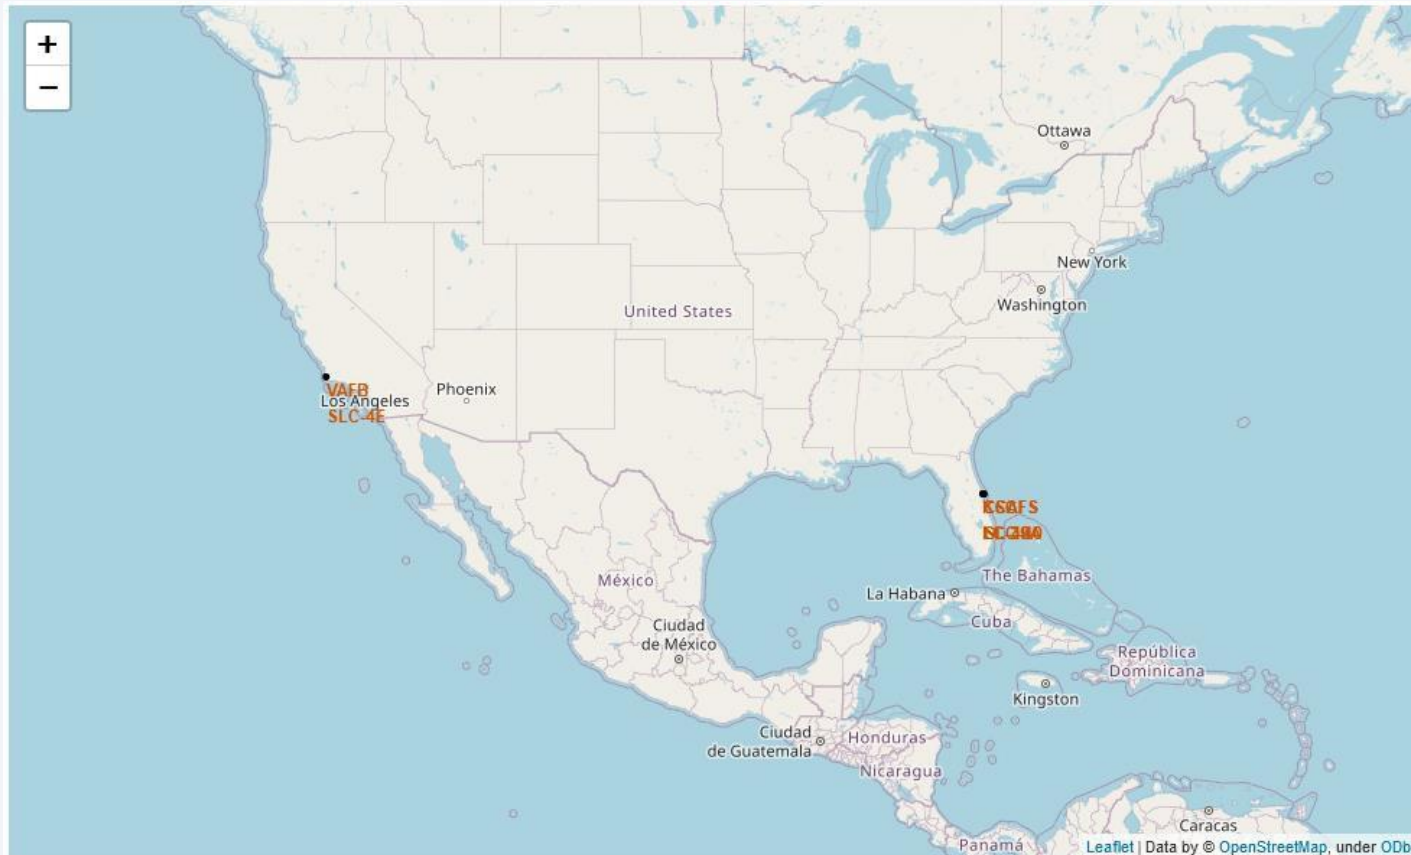 +
−
Ottawa
New York
United States
Washington
VAFB
Los Angeles
SLC-4E
Phoenix
México
The Bahamas
La Habana
Cuba
Ciudad
de México
República
Dominicana
Kingston
Ciudad
de Guatemala
Honduras
Nicaragua
Caracas
Panamá
Leaflet | Data by © OpenStreetMap, under ODb